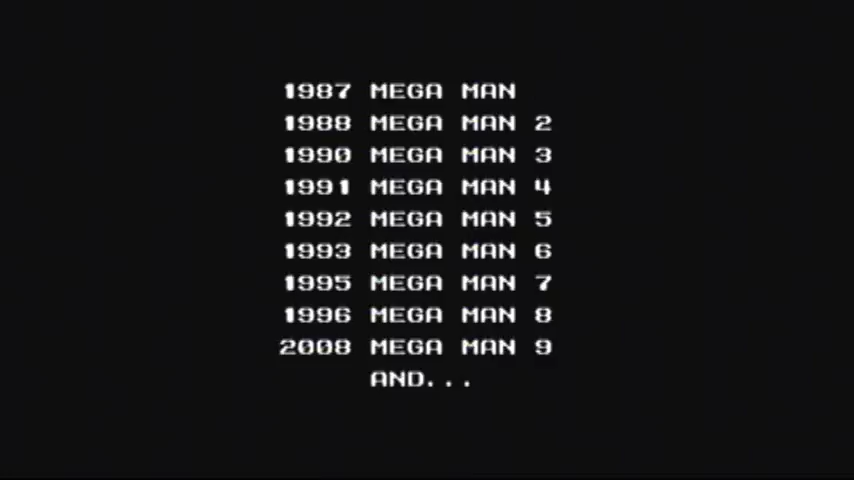 1987 MEGA MAN
1988 MEGA MAN 2
1990 MEGA MAN 3
1991 MEGA MAN 4
1992 MEGA MAN 5
1993 MEGA MAN 6
1995 MEGA MAN 7
1996 MEGA MAN 8
2008 MEGA MAN 9
AND...